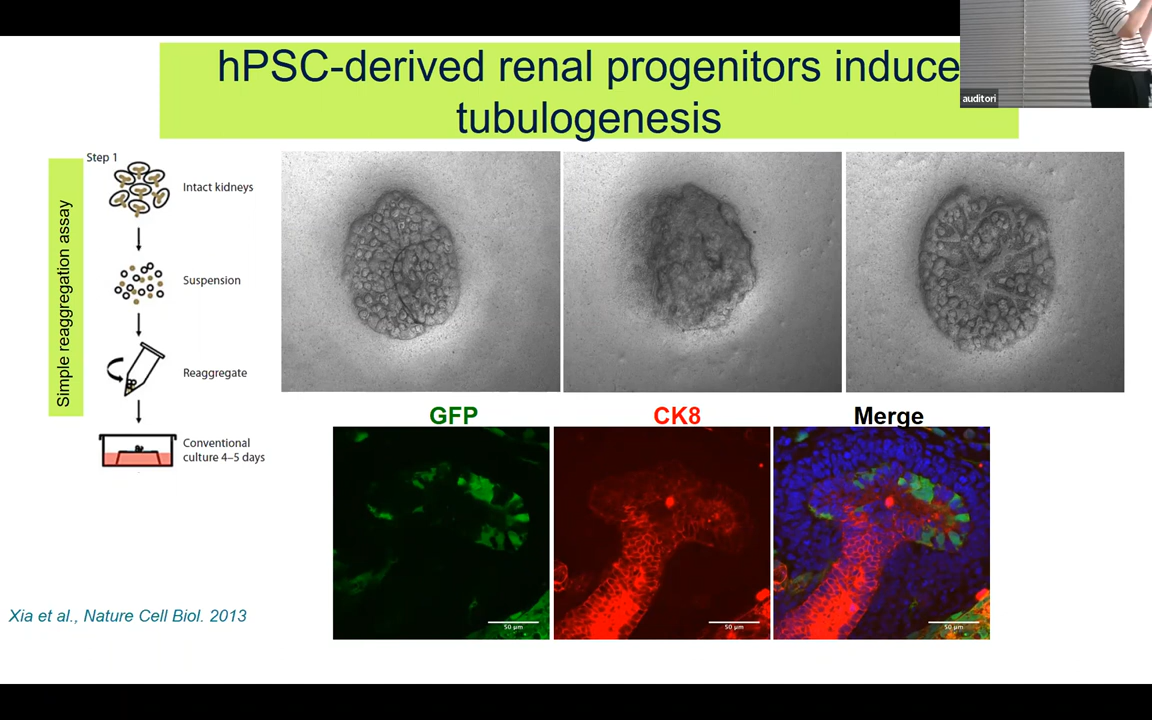 hPSC-derived renal progenitors induce
tubulogenesis
auditori
Simple reaggregation assay
Step 1
Intact kidneys
Suspension
Reaggregate
Conventional
culture 4–5 days
GFP
CK8
Merge
50 µm
50 µm
50 µm
Xia et al., Nature Cell Biol. 2013